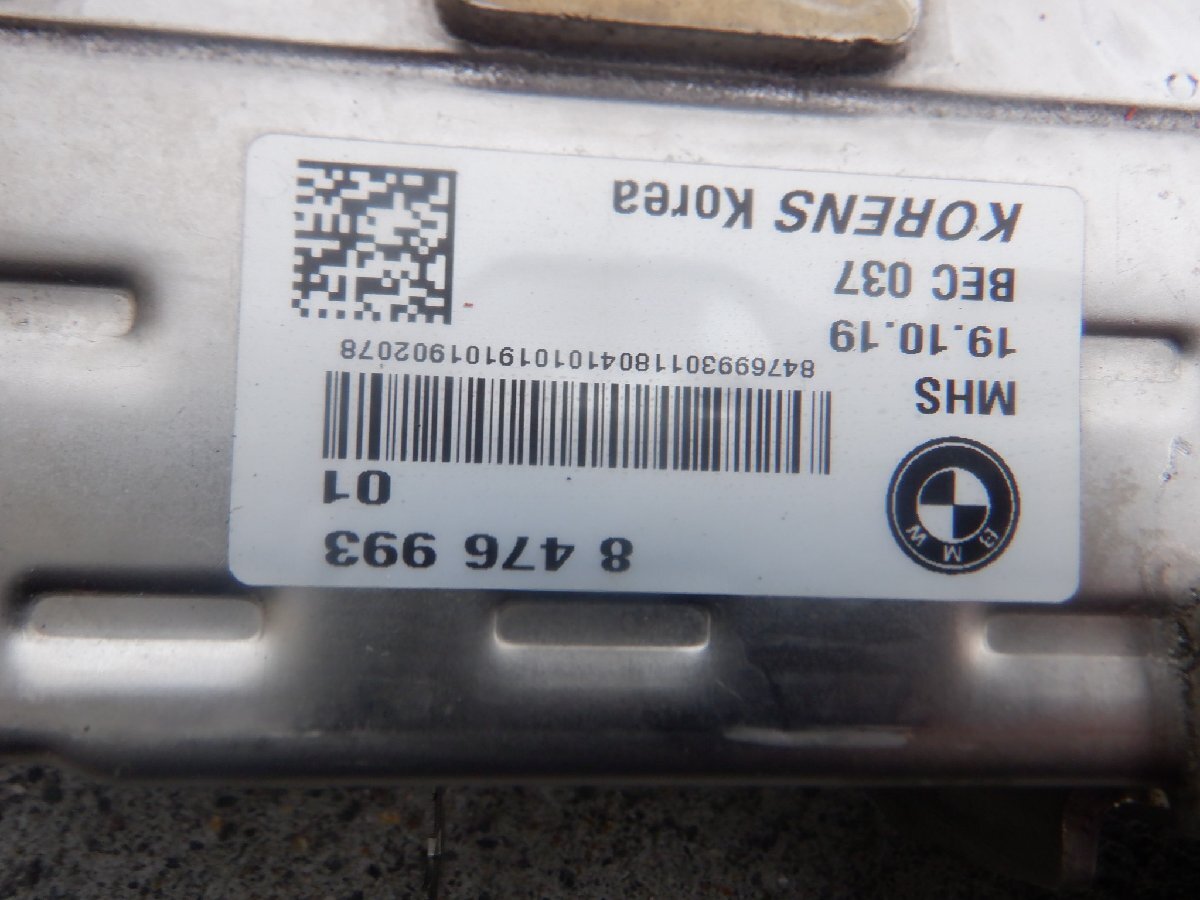 8 476 993
01
BMW
8476993011804101019101902078
MHS
19.10.19
BEC 037
KORENS Korea